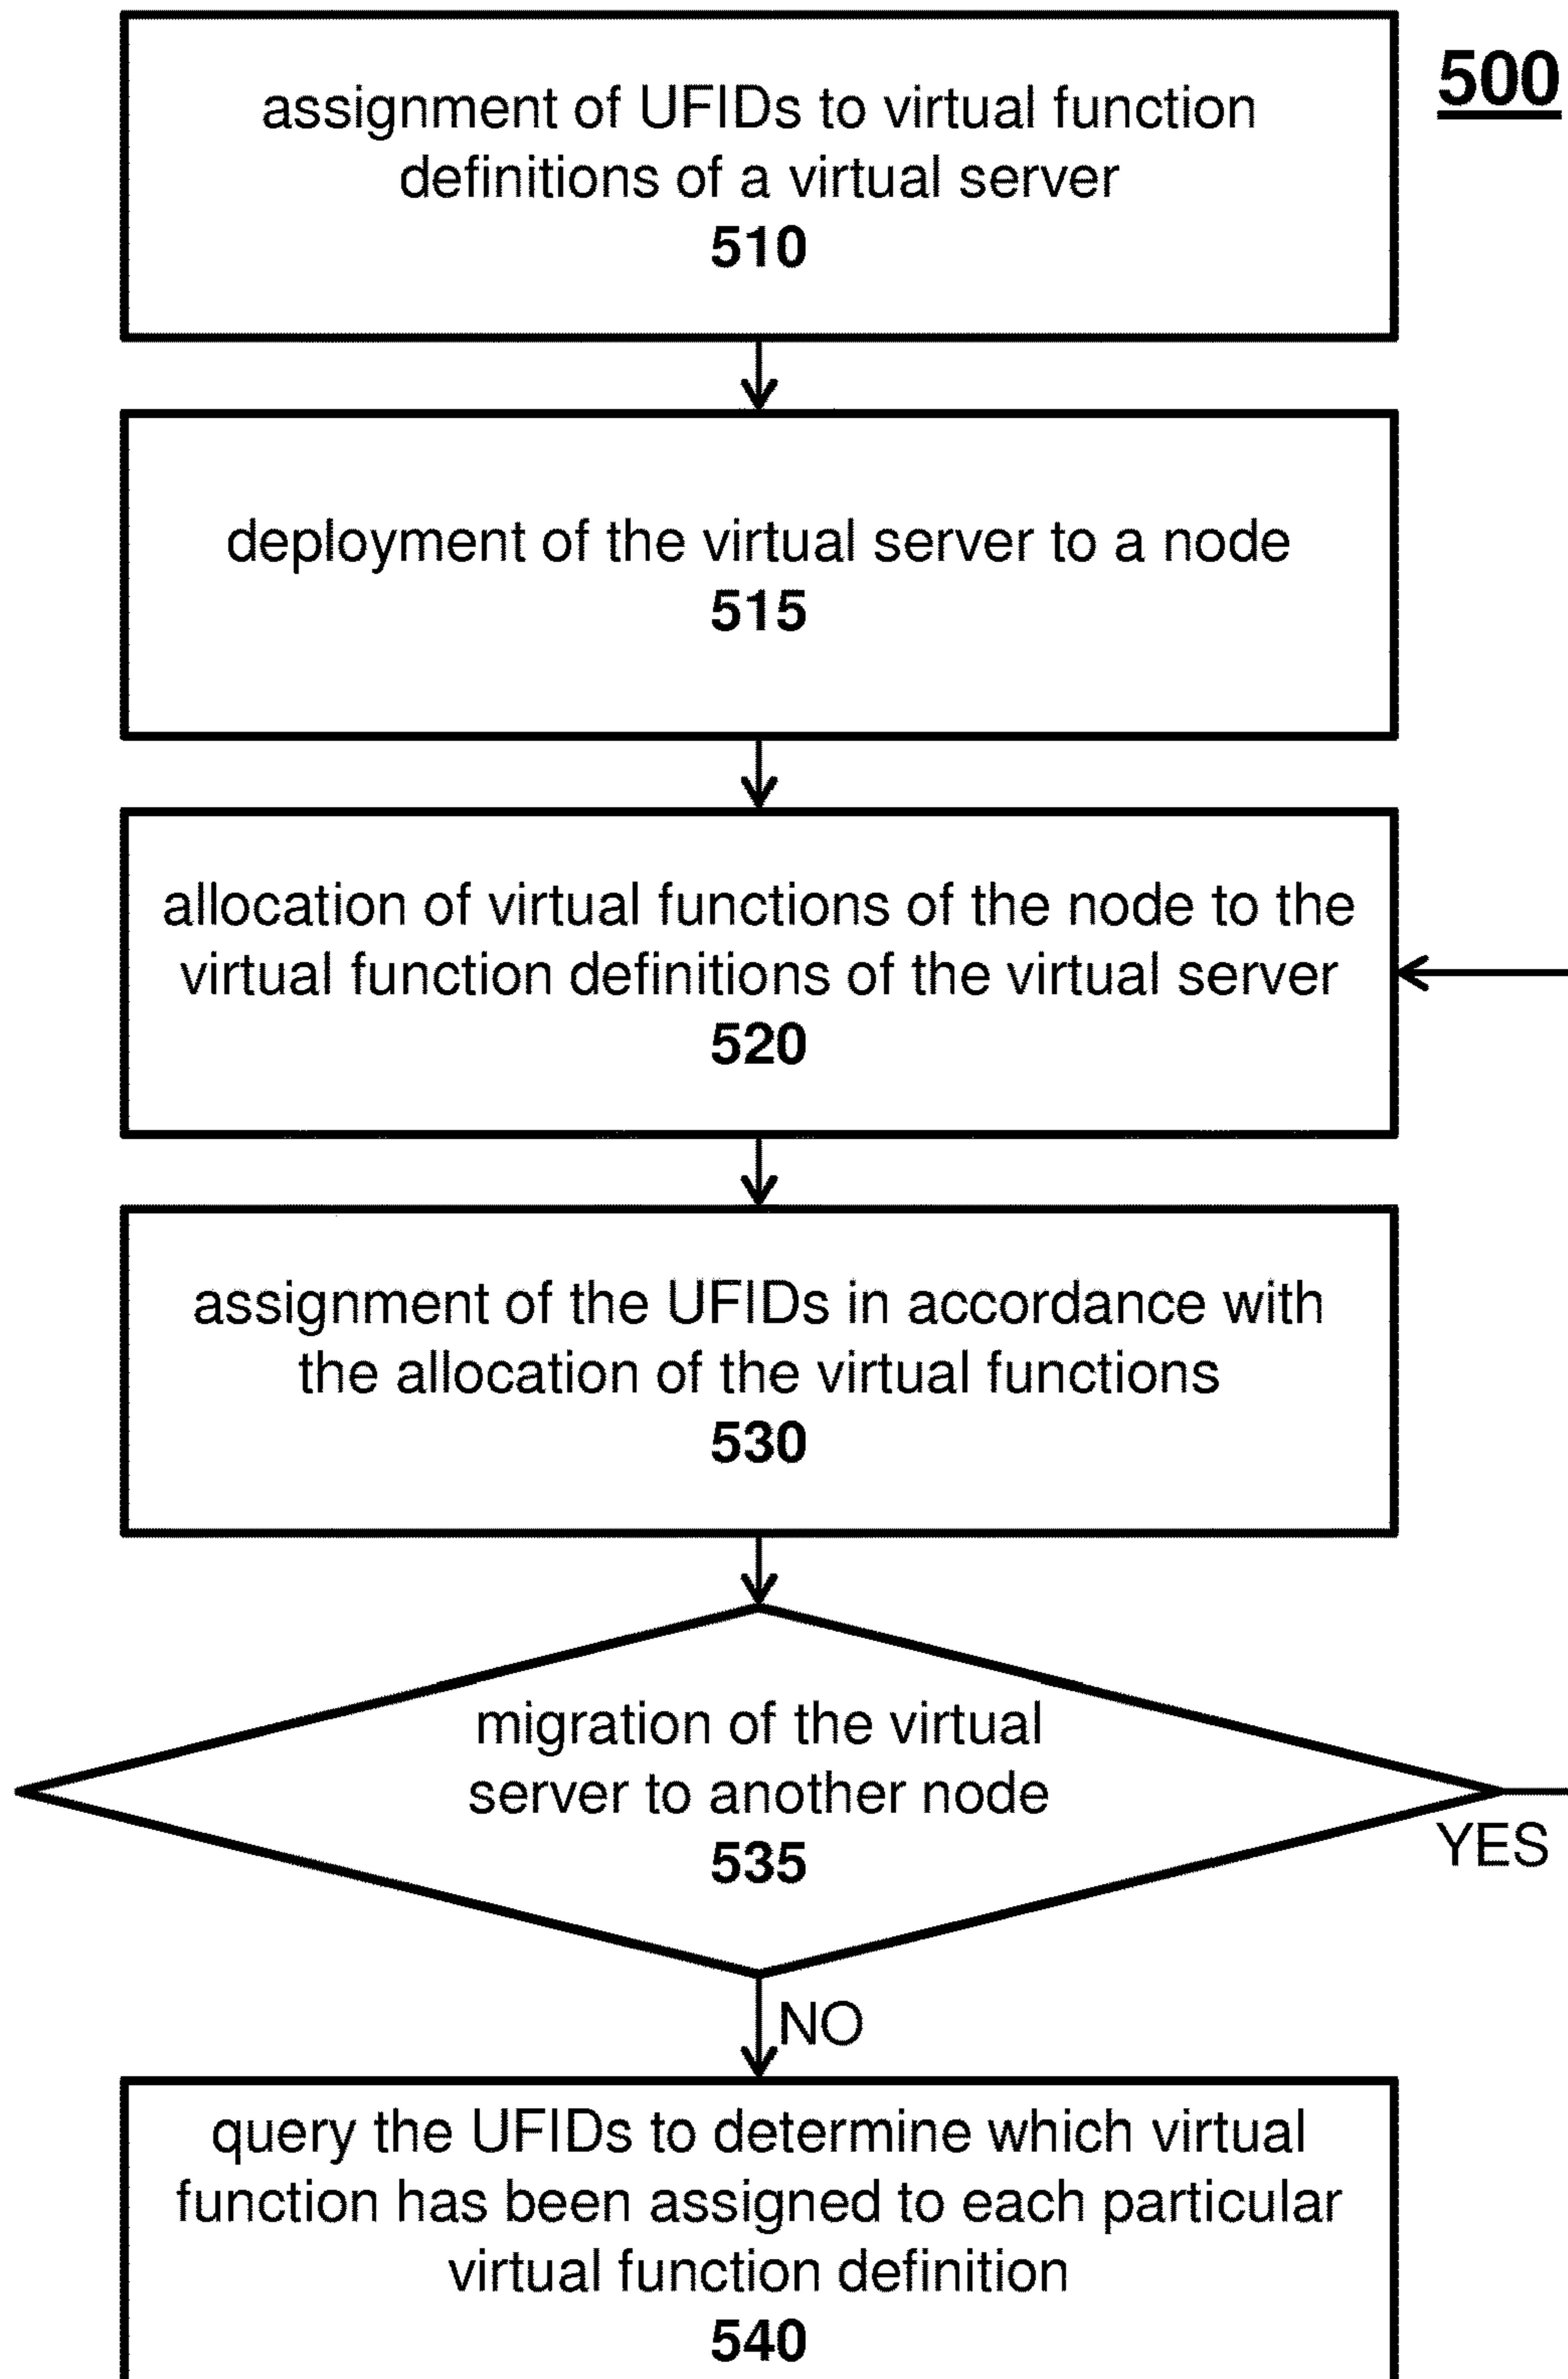 500
assignment of UFIDs to virtual function
definitions of a virtual server
510
deployment of the virtual server to a node
515
allocation of virtual functions of the node to the
virtual function definitions of the virtual server
520
assignment of the UFIDs in accordance with
the allocation of the virtual functions
530
migration of the virtual
server to another node
535
YES
NO
query the UFIDs to determine which virtual
function has been assigned to each particular
virtual function definition
540